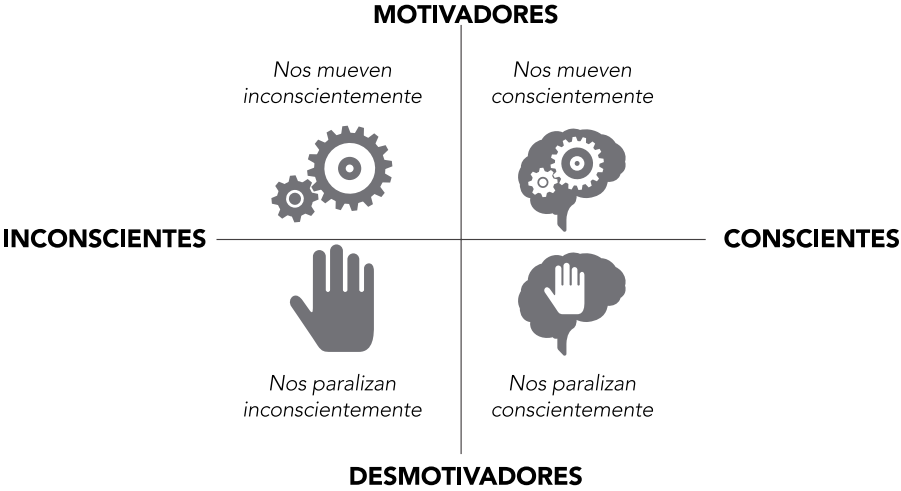 MOTIVADORES
Nos mueven
inconscientemente
Nos mueven
conscientemente
INCONSCIENTES
CONSCIENTES
Nos paralizan
inconscientemente
Nos paralizan
conscientemente
DESMOTIVADORES